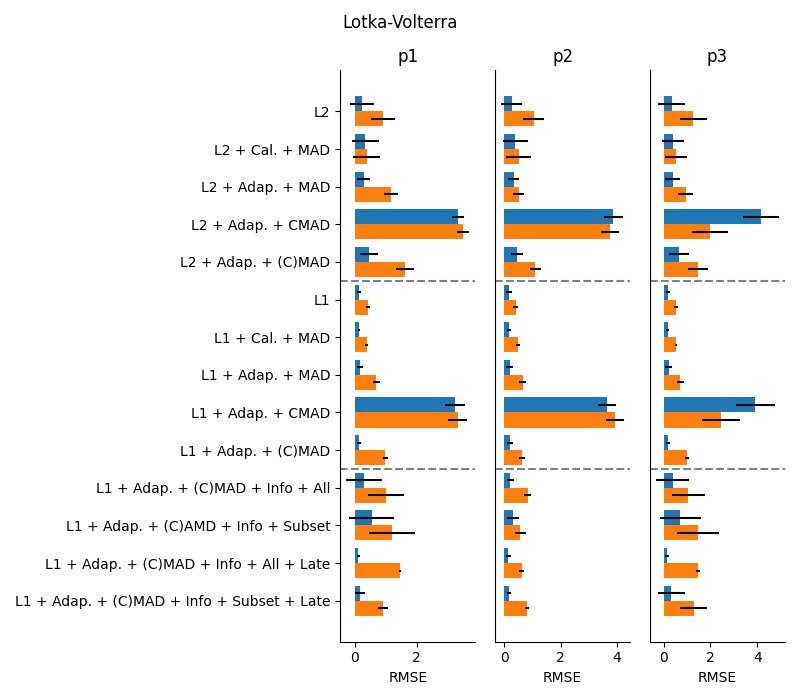 Lotka-Volterra
p1 p2 p3
L2
L2 + Cal. + MAD
L2 + Adap. + MAD
L2 + Adap. + CMAD
L2 + Adap. + (C)MAD
L1
L1 + Cal. + MAD
L1 + Adap. + MAD
L1 + Adap. + CMAD
L1 + Adap. + (C)MAD
L1 + Adap. + (C)MAD + Info + All
L1 + Adap. + (C)AMD + Info + Subset
L1 + Adap. + (C)MAD + Info + All + Late
L1 + Adap. + (C)MAD + Info + Subset + Late
0 2 0 2 4 0 2 4
RMSE RMSE RMSE